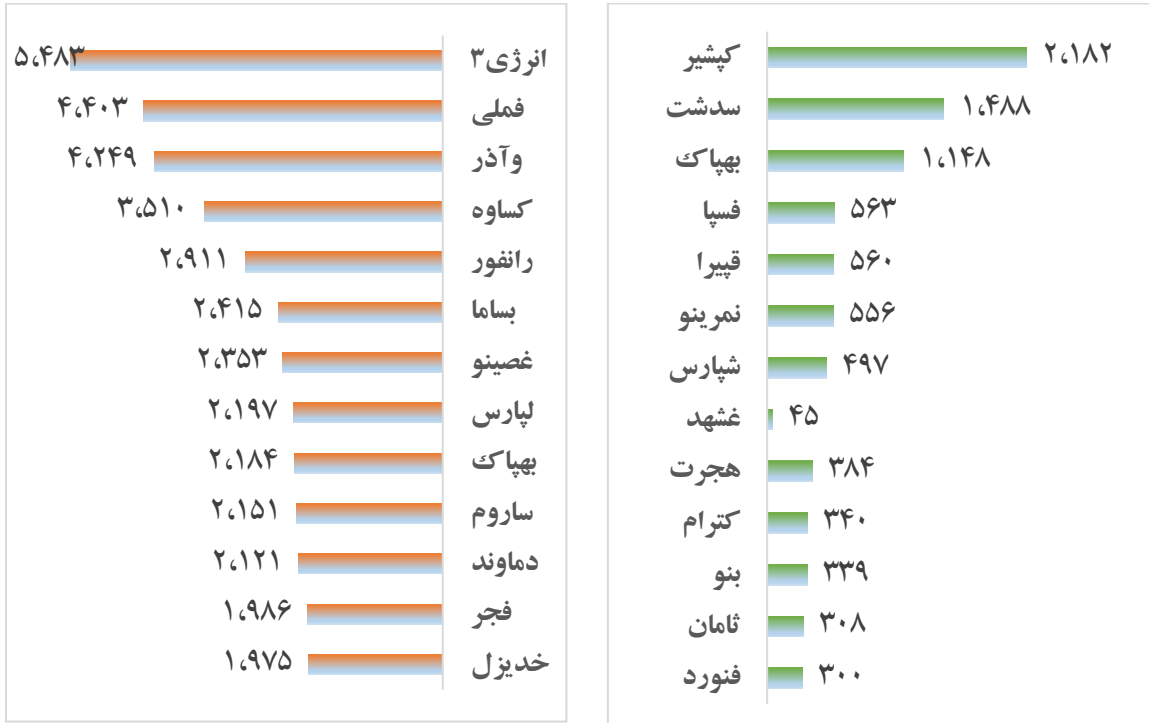 کپشیر ۲،۱۸۲
سدشت ۱،۴۸۸
بهپاک ۱،۱۴۸
فسپا ۵۶۳
قپیرا ۵۶۰
نمرینو ۵۵۶
شپارس ۴۹۷
غشهد ۴۵
هجرت ۳۸۴
کترام ۳۴۰
بنو ۳۳۹
ثامان ۳۰۸
فنورد ۳۰۰
انرژی۳ ۵،۴۸۳
فملی ۴،۴۰۳
وآذر ۴،۲۴۹
کساوه ۳،۵۱۰
رانفور ۲،۹۱۱
بساما ۲،۴۱۵
غصینو ۲،۳۵۳
لپارس ۲،۱۹۷
بهپاک ۲،۱۸۴
ساروم ۲،۱۵۱
دماوند ۲،۱۲۱
فجر ۱،۹۸۶
خدیزل ۱،۹۷۵